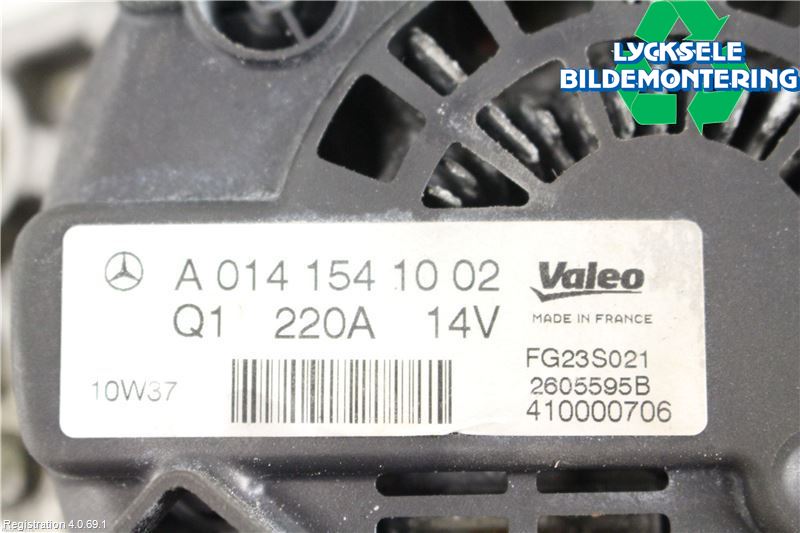 LYCKSELE
BILDEMONTERING
A 014 154 10 02
Valeo
Q1 220A 14V
MADE IN FRANCE
FG23S021
10W37
2605595B
410000706
Registration 4.0.69.1